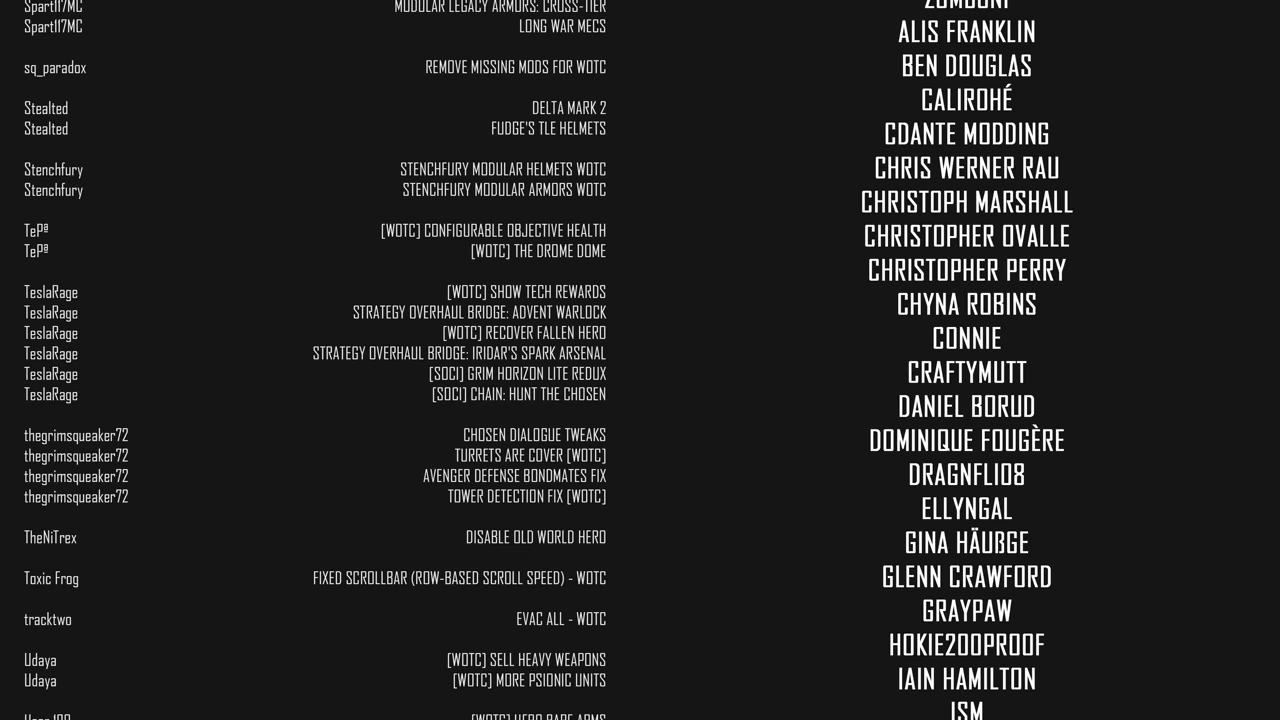 Spart117MC MODULAR LEGACY ARMORS: CROSS-TIER
Spart117MC LONG WAR MECS
sq_paradox REMOVE MISSING MODS FOR WOTC
Stealted DELTA MARK 2
Stealted FUDGE'S TLE HELMETS
Stenchfury STENCHFURY MODULAR HELMETS WOTC
Stenchfury STENCHFURY MODULAR ARMORS WOTC
TePª [WOTC] CONFIGURABLE OBJECTIVE HEALTH
TePª [WOTC] THE DROME DOME
TeslaRage [WOTC] SHOW TECH REWARDS
TeslaRage STRATEGY OVERHAUL BRIDGE: ADVENT WARLOCK
TeslaRage [WOTC] RECOVER FALLEN HERO
TeslaRage STRATEGY OVERHAUL BRIDGE: IRIDAR'S SPARK ARSENAL
TeslaRage [SOCI] GRIM HORIZON LITE REDUX
TeslaRage [SOCI] CHAIN: HUNT THE CHOSEN
thegrimsqueaker72 CHOSEN DIALOGUE TWEAKS
thegrimsqueaker72 TURRETS ARE COVER [WOTC]
thegrimsqueaker72 AVENGER DEFENSE BONDMATES FIX
thegrimsqueaker72 TOWER DETECTION FIX [WOTC]
TheNiTrex DISABLE OLD WORLD HERO
Toxic Frog FIXED SCROLLBAR (ROW-BASED SCROLL SPEED) - WOTC
tracktwo EVAC ALL - WOTC
Udaya [WOTC] SELL HEAVY WEAPONS
Udaya [WOTC] MORE PSIONIC UNITS
ALIS FRANKLIN
BEN DOUGLAS
CALIROHÉ
CDANTE MODDING
CHRIS WERNER RAU
CHRISTOPH MARSHALL
CHRISTOPHER OVALLE
CHRISTOPHER PERRY
CHYNA ROBINS
CONNIE
CRAFTYMUTT
DANIEL BORUD
DOMINIQUE FOUGÈRE
DRAGNFLI08
ELLYNGAL
GINA HÄUßGE
GLENN CRAWFORD
GRAYPAW
HOKIE200PROOF
IAIN HAMILTON
ISM